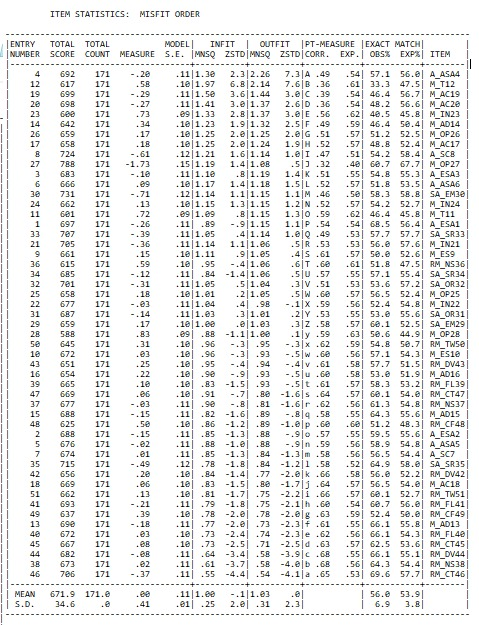 ITEM STATISTICS: MISFIT ORDER
|ENTRY TOTAL TOTAL MODEL| INFIT | OUTFIT |PT-MEASURE |EXACT MATCH| |
|NUMBER SCORE COUNT MEASURE S.E. |MNSQ ZSTD|MNSQ ZSTD|CORR. EXP.| OBS% EXP%| ITEM |
| 4 692 171 -.20 .11|1.30 2.3|2.26 7.3|A .49 .54| 57.1 56.0| A_ASA4 |
| 12 617 171 .58 .10|1.97 6.8|2.14 7.6|B .36 .61| 33.3 47.5| M_T12 |
| 19 699 171 -.29 .11|1.50 3.6|1.44 3.0|C .39 .54| 46.4 56.7| M_AC19 |
| 20 698 171 -.27 .11|1.41 3.0|1.37 2.6|D .36 .54| 48.2 56.6| M_AC20 |
| 23 600 171 .73 .09|1.33 2.8|1.37 3.0|E .56 .62| 40.5 45.8| M_IN23 |
| 14 642 171 .34 .10|1.23 1.9|1.32 2.5|F .49 .59| 46.4 50.4| M_AD14 |
| 26 659 171 .17 .10|1.25 2.0|1.22 1.8|G .51 .57| 51.2 52.5| M_OP26 |
| 17 658 171 .18 .10|1.25 2.0|1.24 1.9|H .52 .57| 48.8 52.4| M_AC17 |
| 8 724 171 -.61 .12|1.21 1.6|1.14 1.0|I .47 .51| 54.2 58.4| A_SC8 |
| 27 788 171 -1.73 .15|1.19 1.4|1.08 .5|J .32 .40| 60.7 67.7| M_OP27 |
| 3 683 171 -.10 .11|1.10 .8|1.19 1.4|K .51 .55| 54.8 55.3| A_ESA3 |
| 6 666 171 .09 .10|1.17 1.4|1.18 1.5|L .52 .57| 51.8 53.5| A_ASA6 |
| 30 731 171 -.71 .12|1.14 1.1|1.15 1.1|M .46 .50| 58.3 58.8| SA_EM30|
| 24 662 171 .13 .10|1.15 1.3|1.15 1.2|N .52 .57| 54.2 52.7| M_IN24 |
| 11 601 171 .72 .09|1.09 .8|1.15 1.3|O .59 .62| 46.4 45.8| M_T11 |
| 1 697 171 -.26 .11| .89 -.9|1.15 1.1|P .54 .54| 68.5 56.4| A_ESA1 |
| 33 707 171 -.39 .11|1.05 .4|1.14 1.0|Q .49 .53| 57.7 57.7| SA_SR33|
| 21 705 171 -.36 .11|1.14 1.1|1.06 .5|R .53 .53| 56.0 57.6| M_IN21 |
| 9 661 171 .15 .10|1.11 .9|1.05 .4|S .61 .57| 50.0 52.6| M_ES9 |
| 36 615 171 .59 .10| .95 -.4|1.06 .6|T .60 .61| 51.8 47.5| RM_NS36|
| 34 685 171 -.12 .11| .84 -1.4|1.06 .5|U .57 .55| 57.1 55.4| SA_SR34|
| 32 701 171 -.31 .11|1.05 .5|1.04 .3|V .51 .53| 53.6 57.2| SA_OR32|
| 25 658 171 .18 .10|1.01 .2|1.05 .5|W .60 .57| 56.5 52.4| M_OP25 |
| 22 677 171 -.03 .11|1.04 .4| .98 -.1|X .59 .56| 52.4 54.8| M_IN22 |
| 31 687 171 -.14 .11|1.03 .3|1.01 .2|Y .53 .55| 53.0 55.6| SA_OR31|
| 29 659 171 .17 .10|1.00 .0|1.03 .3|Z .58 .57| 60.1 52.5| SA_EM29|
| 28 588 171 .83 .09| .88 -1.1|1.00 .1|y .59 .63| 50.6 44.9| M_OP28 |
| 50 645 171 .31 .10| .96 -.3| .95 -.3|x .59 .62| 54.8 50.7| RM_TW50|
| 10 672 171 .03 .10| .96 -.3| .93 -.5|w .60 .56| 57.1 54.3| M_ES10 |
| 43 651 171 .25 .10| .95 -.4| .94 -.4|v .61 .58| 57.7 51.5| RM_DV43|
| 16 654 171 .22 .10| .90 -.9| .93 -.5|u .60 .58| 53.0 51.9| M_AD16 |
| 39 665 171 .10 .10| .83 -1.5| .93 -.5|t .61 .57| 58.3 53.2| RM_FL39|
| 47 669 171 .06 .10| .91 -.7| .80 -1.6|s .64 .57| 60.1 54.0| RM_CT47|
| 37 677 171 -.03 .11| .90 -.8| .81 -1.6|r .62 .56| 61.3 54.8| RM_NS37|
| 15 688 171 -.15 .11| .82 -1.6| .89 -.8|q .58 .55| 64.3 55.6| M_AD15 |
| 48 625 171 .50 .10| .86 -1.2| .89 -1.0|p .60 .60| 51.2 48.3| RM_CF48|
| 2 688 171 -.15 .11| .85 -1.3| .88 -.9|o .57 .55| 59.5 55.6| A_ESA2 |
| 5 676 171 -.02 .11| .88 -1.0| .88 -.9|n .59 .56| 58.9 54.8| A_ASA5 |
| 7 674 171 .01 .11| .85 -1.3| .84 -1.3|m .58 .56| 56.5 54.4| A_SC7 |
| 35 715 171 -.49 .12| .78 -1.8| .84 -1.2|l .58 .52| 64.9 58.0| SA_SR35|
| 42 656 171 .20 .10| .84 -1.4| .77 -2.0|k .66 .58| 56.0 52.2| RM_DV42|
| 18 669 171 .06 .10| .83 -1.5| .80 -1.7|j .64 .57| 56.5 54.0| M_AC18 |
| 51 662 171 .13 .10| .81 -1.7| .75 -2.2|i .66 .57| 60.1 52.7| RM_TW51|
| 41 693 171 -.21 .11| .79 -1.8| .75 -2.1|h .60 .54| 60.7 56.0| RM_FL41|
| 49 637 171 .39 .10| .78 -2.0| .78 -2.0|g .63 .59| 52.4 50.0| RM_CF49|
| 13 690 171 -.18 .11| .77 -2.0| .73 -2.3|f .61 .55| 66.1 55.8| M_AD13 |
| 40 672 171 .03 .10| .76 -2.1| .74 -2.3|e .62 .56| 66.1 54.3| RM_FL40|
| 45 667 171 .08 .10| .73 -2.5| .71 -2.5|d .63 .57| 62.5 53.6| RM_CT45|
| 44 682 171 -.08 .11| .64 -3.4| .58 -3.9|c .68 .55| 66.1 55.1| RM_DV44|
| 38 673 171 .02 .11| .61 -3.7| .58 -4.0|b .68 .56| 64.3 54.4| RM_NS38|
| 46 706 171 -.37 .11| .55 -4.4| .54 -4.1|a .65 .53| 69.6 57.7| RM_CT46|
| MEAN 671.9 171.0 .00 .11|1.00 -.1|1.03 .0| | 56.0 53.9| |
| S.D. 34.6 .0 .41 .01| .25 2.0| .31 2.3| | 6.9 3.8| |